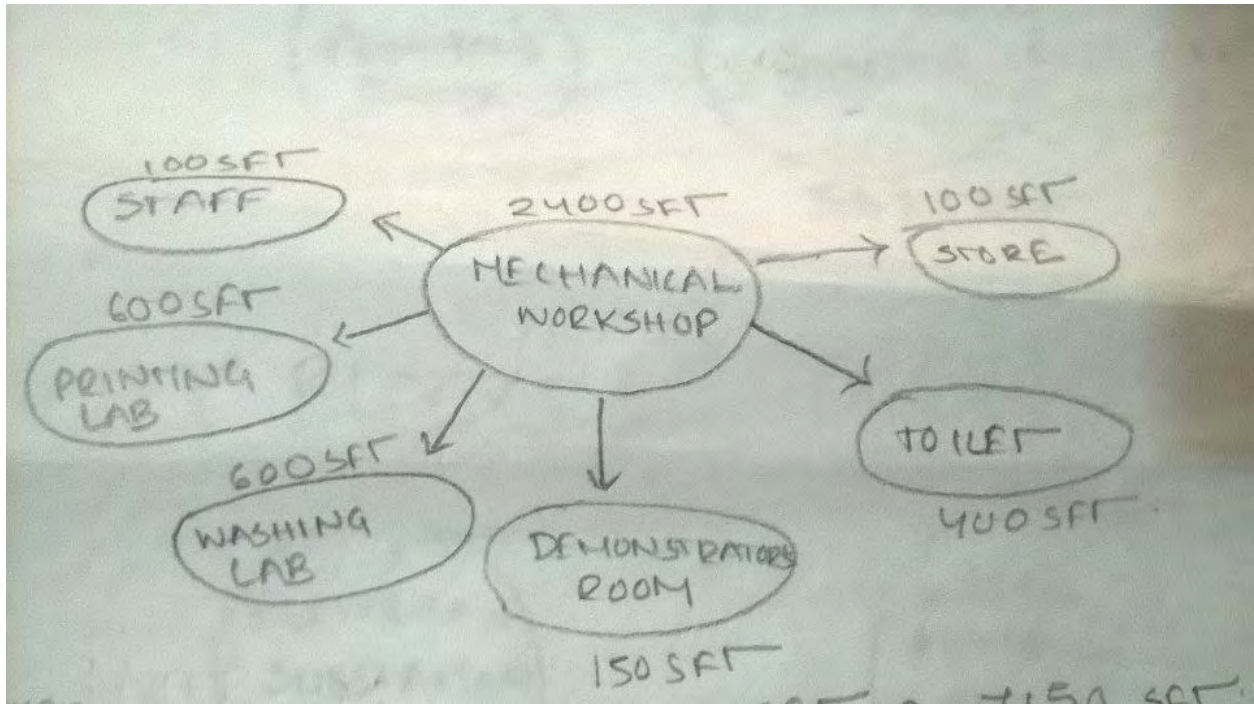 100 SFT
STAFF
2400 SFT
MECHANICAL
WORKSHOP
100 SFT
STORE
600 SFT
PRINTING
LAB
TOILET
400 SFT
600 SFT
WASHING
LAB
DEMONSTRATORS
ROOM
150 SFT
SFT